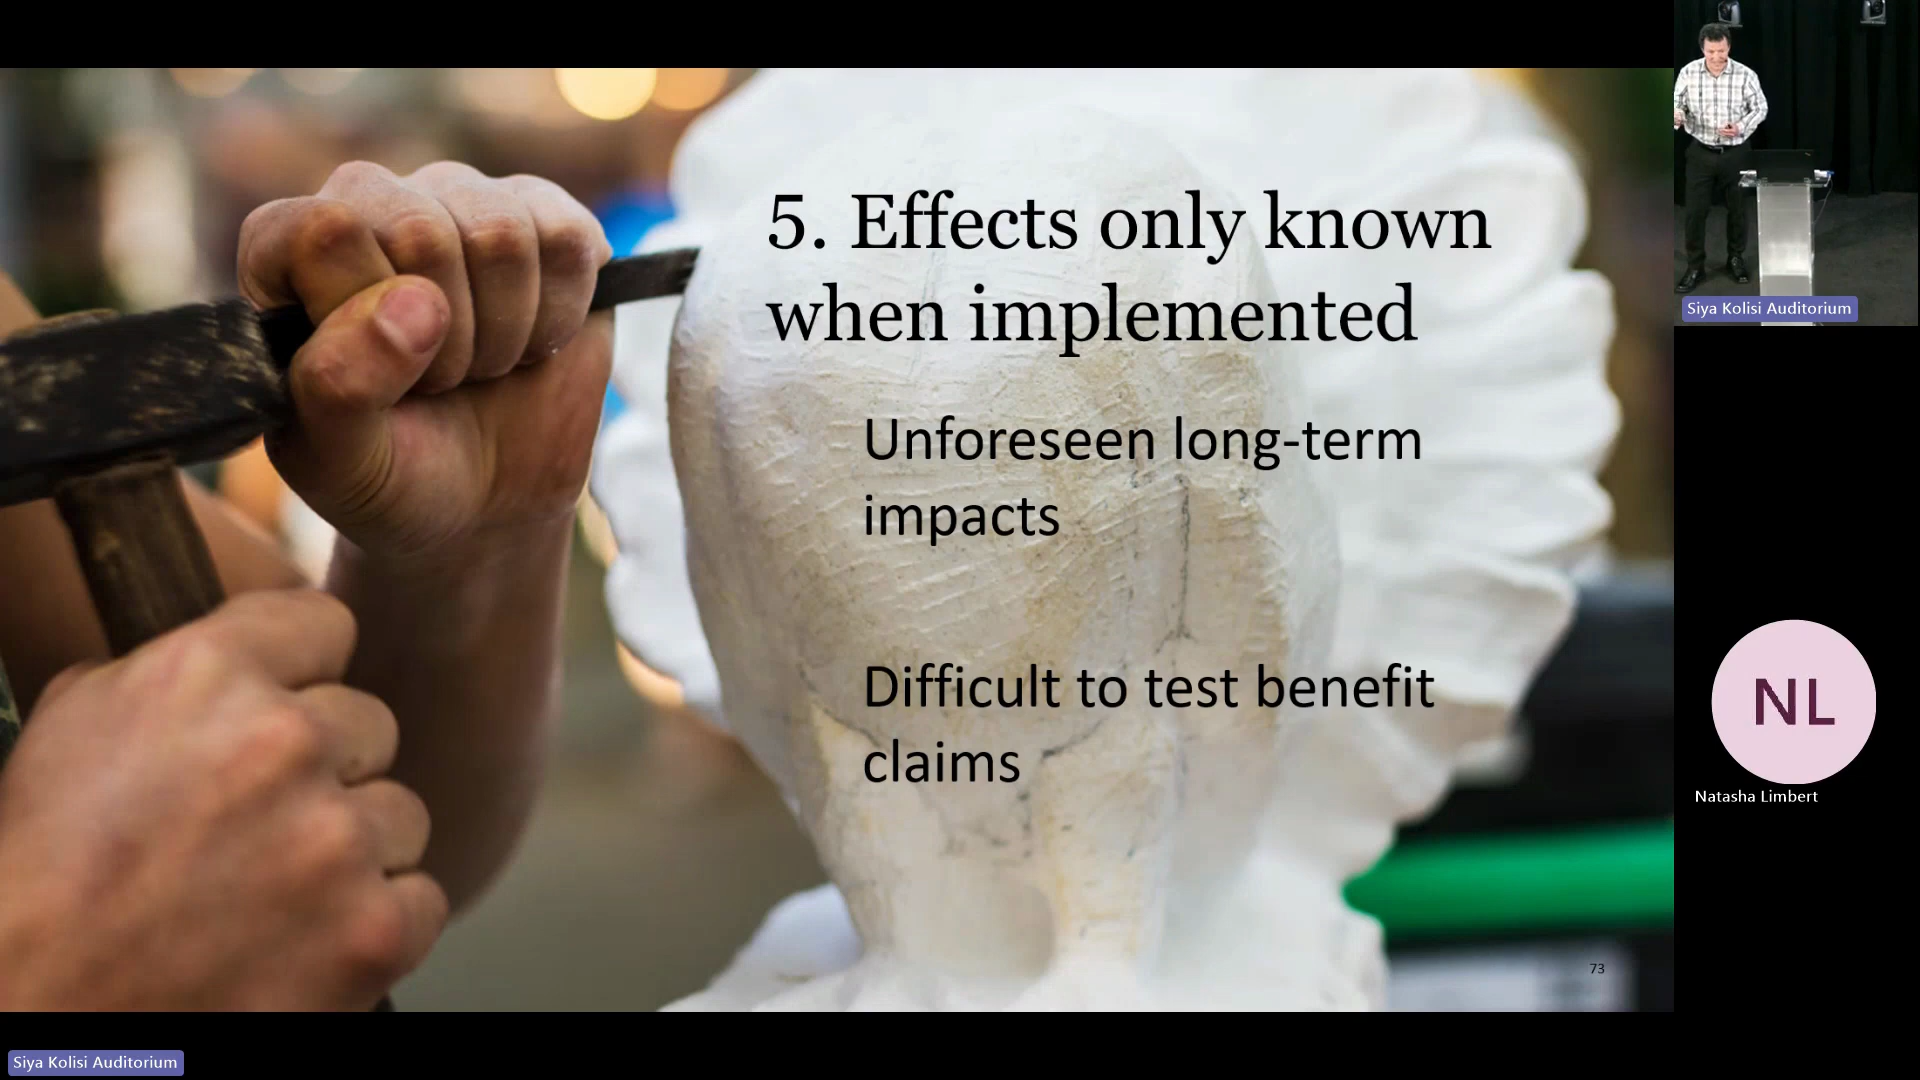 5. Effects only known
when implemented
Unforeseen long-term
impacts
Difficult to test benefit
claims
73
Siya Kolisi Auditorium
NL
Natasha Limbert
Siya Kolisi Auditorium